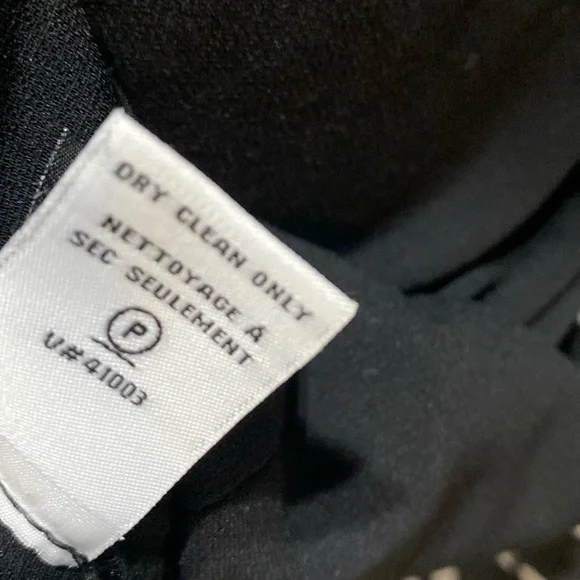 DRY CLEAN ONLY
NETTOYAGE À
SEC SEULEMENT
P
V# 41003